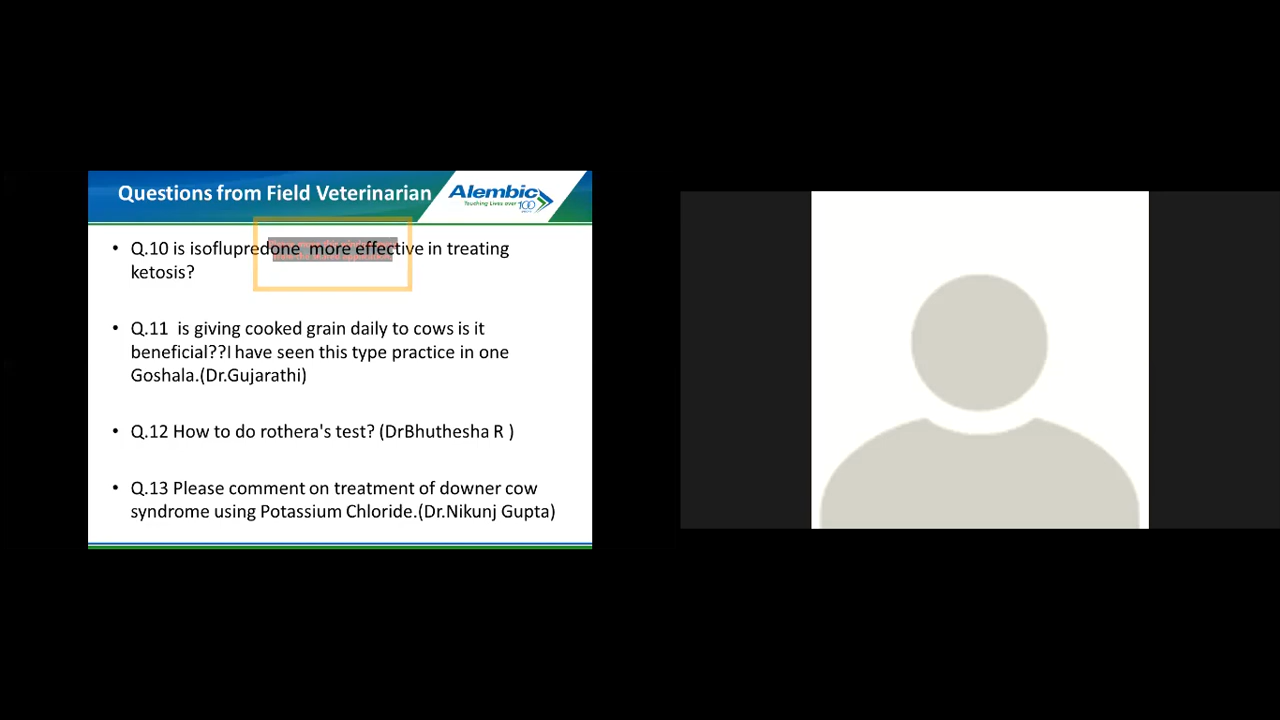 Questions from Field Veterinarian
Alembic
Touching Lives over 100
• Q.10 is isoflupredone  more effective in treating
ketosis?
• Q.11  is giving cooked grain daily to cows is it
beneficial??I have seen this type practice in one
Goshala.(Dr.Gujarathi)
• Q.12 How to do rothera's test? (DrBhuthesha R )
• Q.13 Please comment on treatment of downer cow
syndrome using Potassium Chloride.(Dr.Nikunj Gupta)